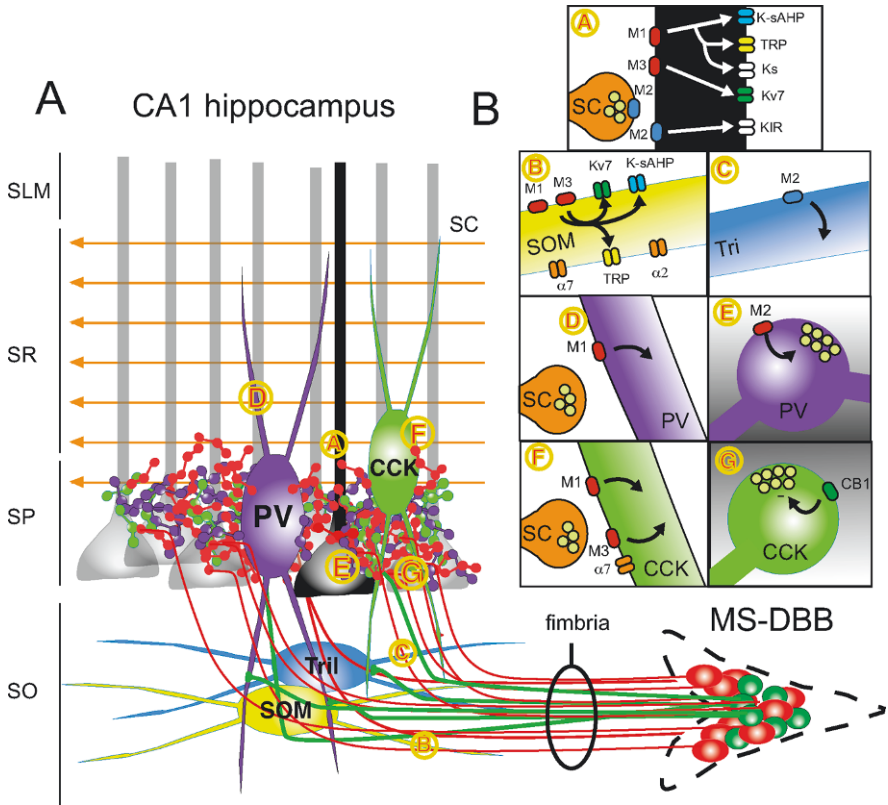 A
CA1 hippocampus
SLM
SC
SR
D
A
F
CCK
SP
PV
E
G
SO
TriI
C
SOM
B
fimbria
MS-DBB
B
A
M1
M3
M2
SC
M2
K-sAHP
TRP
Ks
Kv7
KIR
B
M1
M3
Kv7
K-sAHP
SOM
α7
TRP
α2
C
M2
Tri
D
M1
SC
PV
E
M2
PV
F
M1
SC
M3
α7
CCK
G
CB1
-
CCK